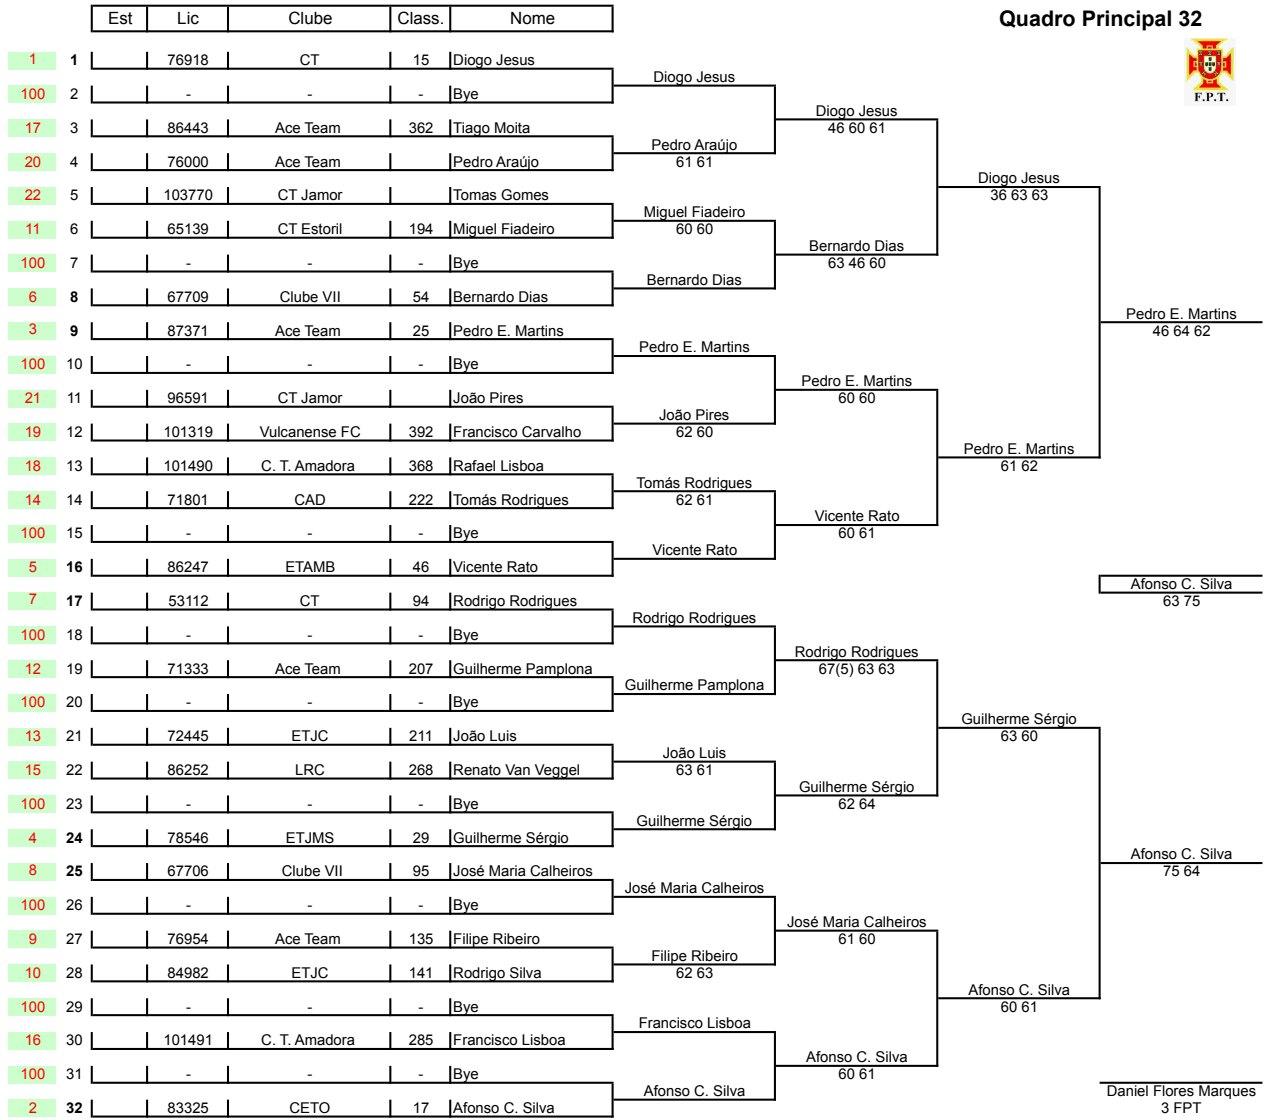 Est Lic Clube Class. Nome
Quadro Principal 32
F.P.T.
1 1 76918 CT 15 Diogo Jesus
Diogo Jesus
100 2 - - - Bye
Diogo Jesus
46 60 61
17 3 86443 Ace Team 362 Tiago Moita
Pedro Araújo
61 61
20 4 76000 Ace Team Pedro Araújo
Diogo Jesus
36 63 63
22 5 103770 CT Jamor Tomas Gomes
Miguel Fiadeiro
60 60
11 6 65139 CT Estoril 194 Miguel Fiadeiro
Bernardo Dias
63 46 60
100 7 - - - Bye
Bernardo Dias
6 8 67709 Clube VII 54 Bernardo Dias
Pedro E. Martins
46 64 62
3 9 87371 Ace Team 25 Pedro E. Martins
Pedro E. Martins
100 10 - - - Bye
Pedro E. Martins
60 60
21 11 96591 CT Jamor João Pires
João Pires
62 60
19 12 101319 Vulcanense FC 392 Francisco Carvalho
Pedro E. Martins
61 62
18 13 101490 C. T. Amadora 368 Rafael Lisboa
Tomás Rodrigues
62 61
14 14 71801 CAD 222 Tomás Rodrigues
Vicente Rato
60 61
100 15 - - - Bye
Vicente Rato
5 16 86247 ETAMB 46 Vicente Rato
Afonso C. Silva
63 75
7 17 53112 CT 94 Rodrigo Rodrigues
Rodrigo Rodrigues
100 18 - - - Bye
Rodrigo Rodrigues
67(5) 63 63
12 19 71333 Ace Team 207 Guilherme Pamplona
Guilherme Pamplona
100 20 - - - Bye
Guilherme Sérgio
63 60
13 21 72445 ETJC 211 João Luis
João Luis
63 61
15 22 86252 LRC 268 Renato Van Veggel
Guilherme Sérgio
62 64
100 23 - - - Bye
Guilherme Sérgio
4 24 78546 ETJMS 29 Guilherme Sérgio
Afonso C. Silva
75 64
8 25 67706 Clube VII 95 José Maria Calheiros
José Maria Calheiros
100 26 - - - Bye
José Maria Calheiros
61 60
9 27 76954 Ace Team 135 Filipe Ribeiro
Filipe Ribeiro
62 63
10 28 84982 ETJC 141 Rodrigo Silva
Afonso C. Silva
60 61
100 29 - - - Bye
Francisco Lisboa
16 30 101491 C. T. Amadora 285 Francisco Lisboa
Afonso C. Silva
60 61
100 31 - - - Bye
Afonso C. Silva
2 32 83325 CETO 17 Afonso C. Silva
Daniel Flores Marques
3 FPT